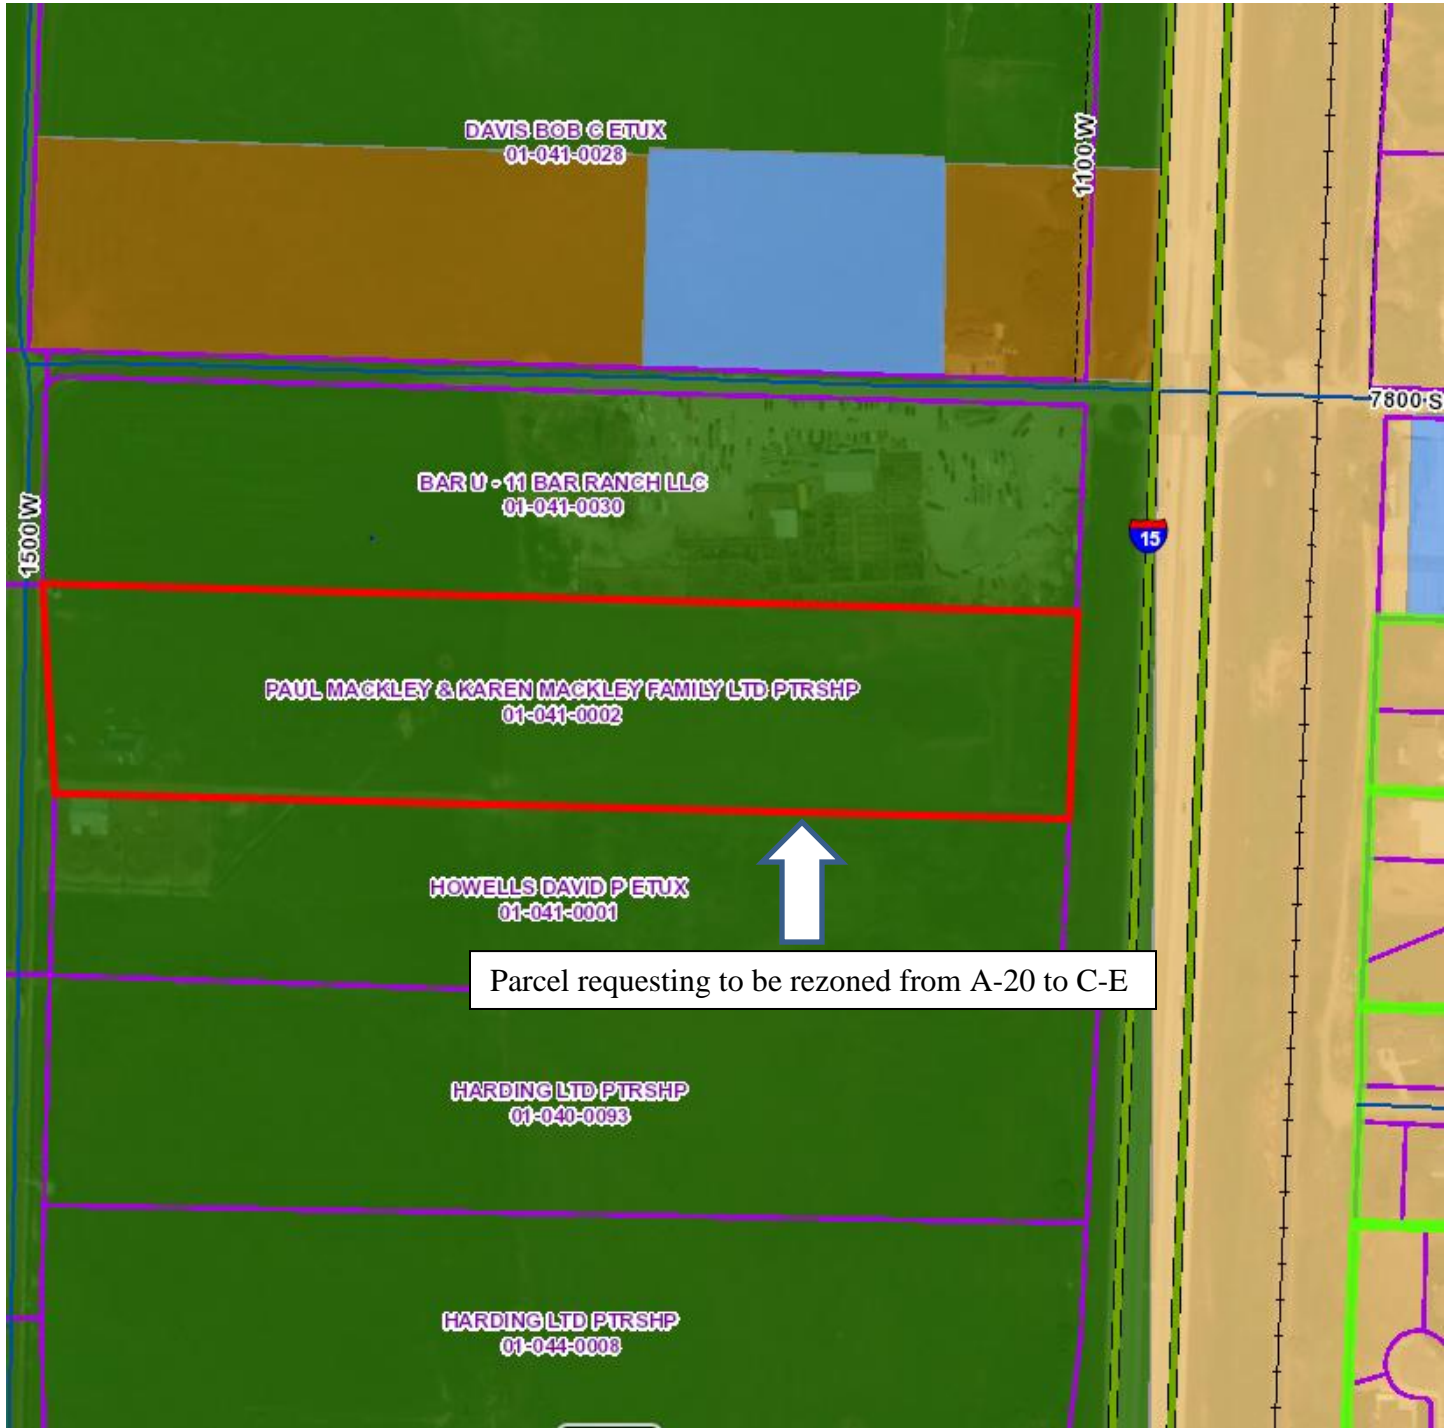 DAVIS BOB C ETUX
01-041-0028
1100 W
7800 S
BAR U - 11 BAR RANCH LLC
01-041-0030
1500 W
15
PAUL MACKLEY & KAREN MACKLEY FAMILY LTD PTRSHP
01-041-0002
HOWELLS DAVID P ETUX
01-041-0001
Parcel requesting to be rezoned from A-20 to C-E
HARDING LTD PTRSHP
01-040-0093
HARDING LTD PTRSHP
01-044-0008